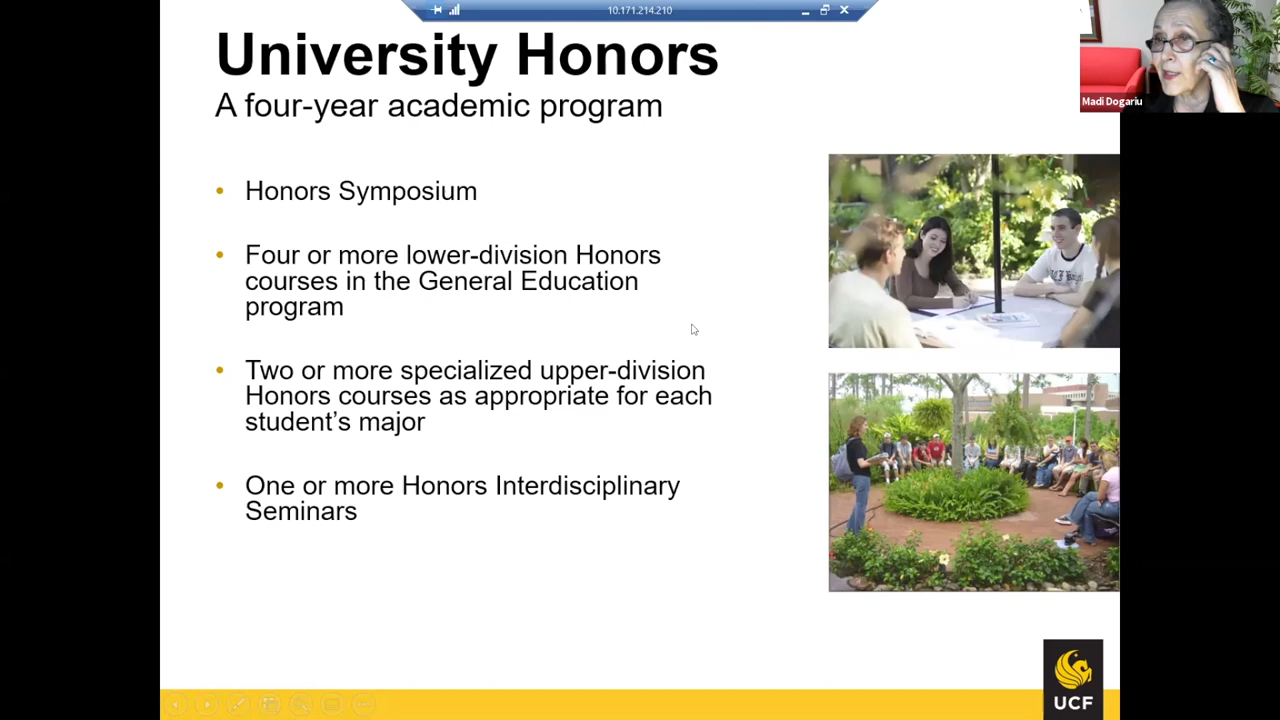 10.171.214.210
University Honors
A four-year academic program
Madi Dogariu
• Honors Symposium
• Four or more lower-division Honors
courses in the General Education
program
• Two or more specialized upper-division
Honors courses as appropriate for each
student’s major
• One or more Honors Interdisciplinary
Seminars
UCF